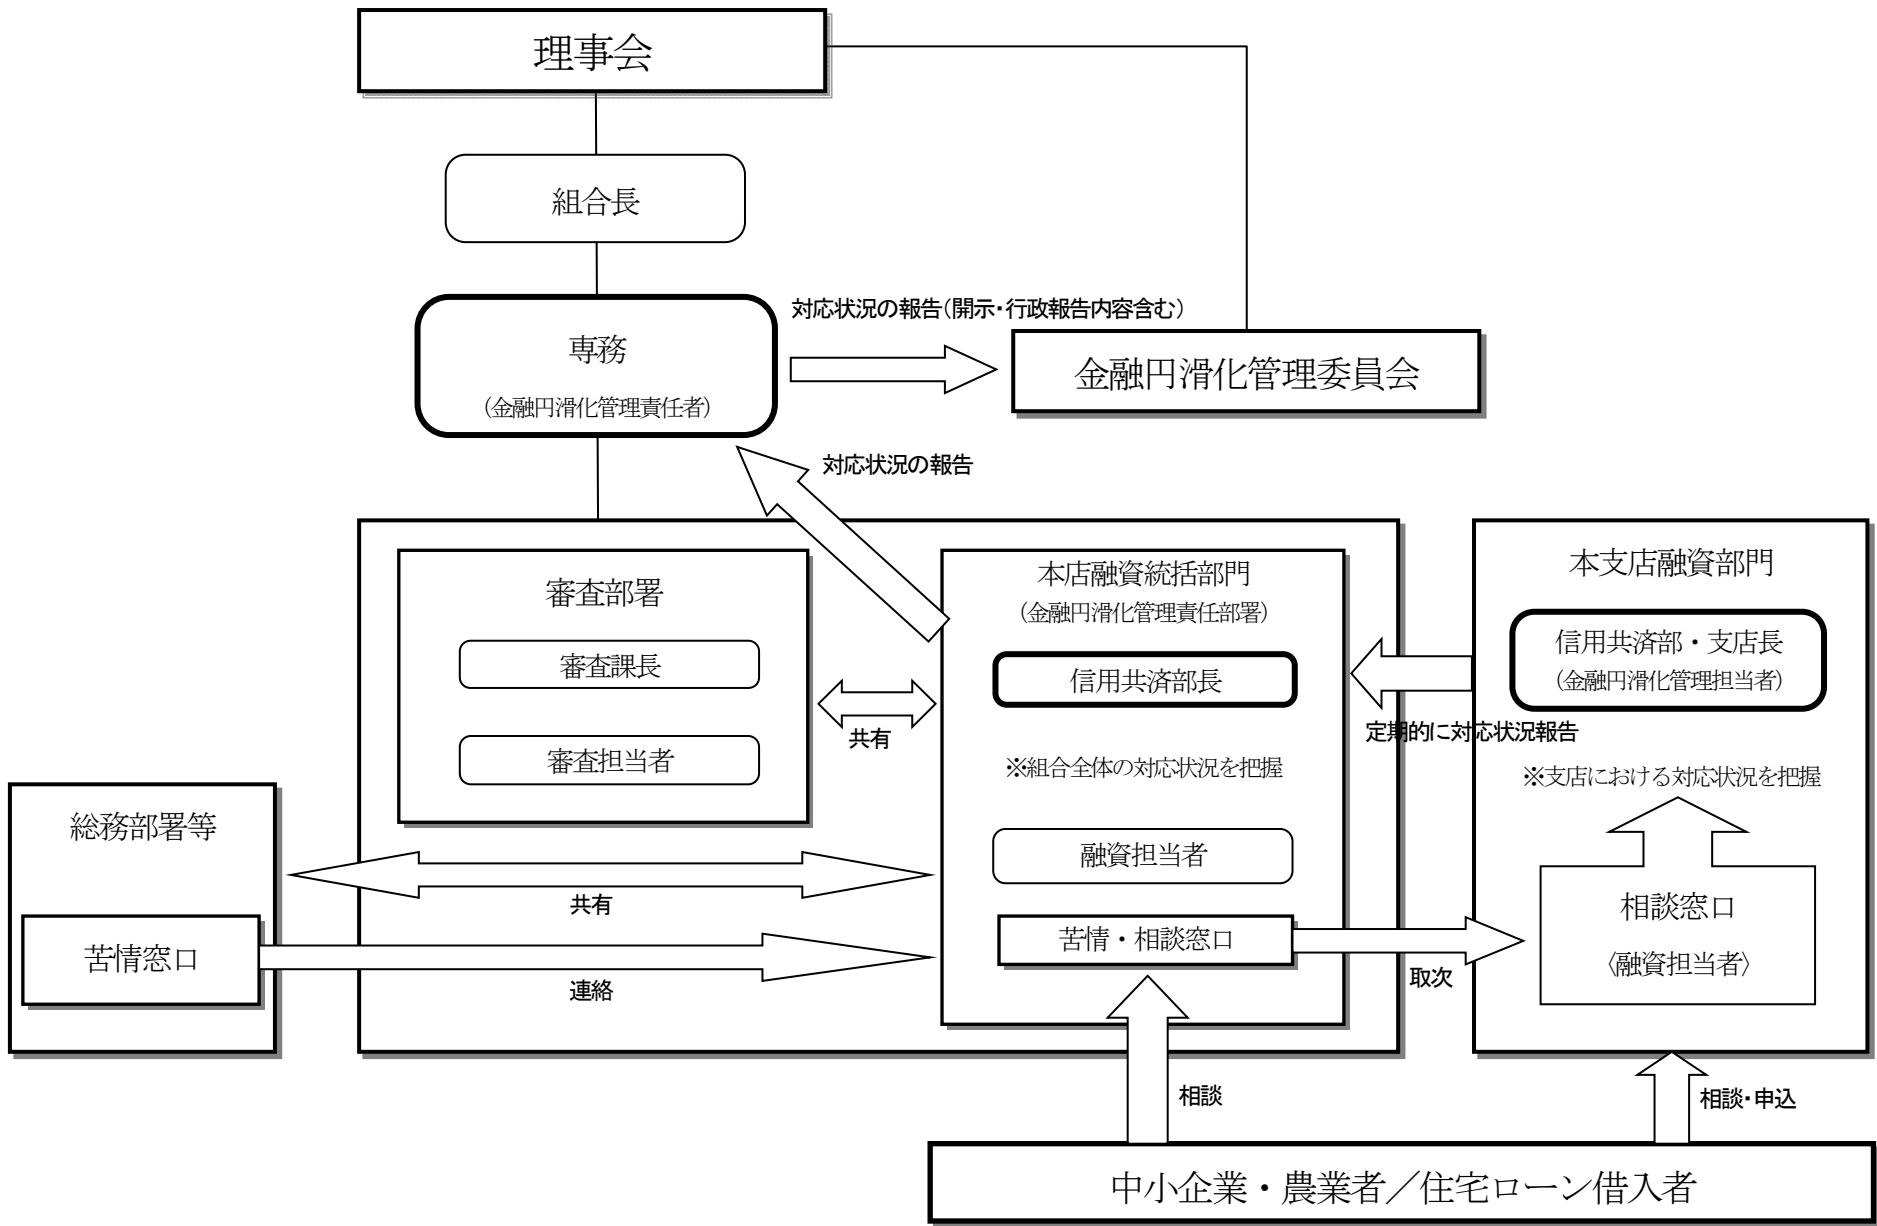 理事会
組合長
専務
（金融円滑化管理責任者）
対応状況の報告（開示・行政報告内容含む）
金融円滑化管理委員会
対応状況の報告
審査部署
審査課長
審査担当者
共有
本店融資統括部門
（金融円滑化管理責任部署）
信用共済部長
※組合全体の対応状況を把握
融資担当者
苦情・相談窓口
本支店融資部門
信用共済部・支店長
（金融円滑化管理担当者）
定期的に対応状況報告
※支店における対応状況を把握
相談窓口
〈融資担当者〉
総務部署等
苦情窓口
共有
連絡
取次
相談
相談・申込
中小企業・農業者／住宅ローン借入者